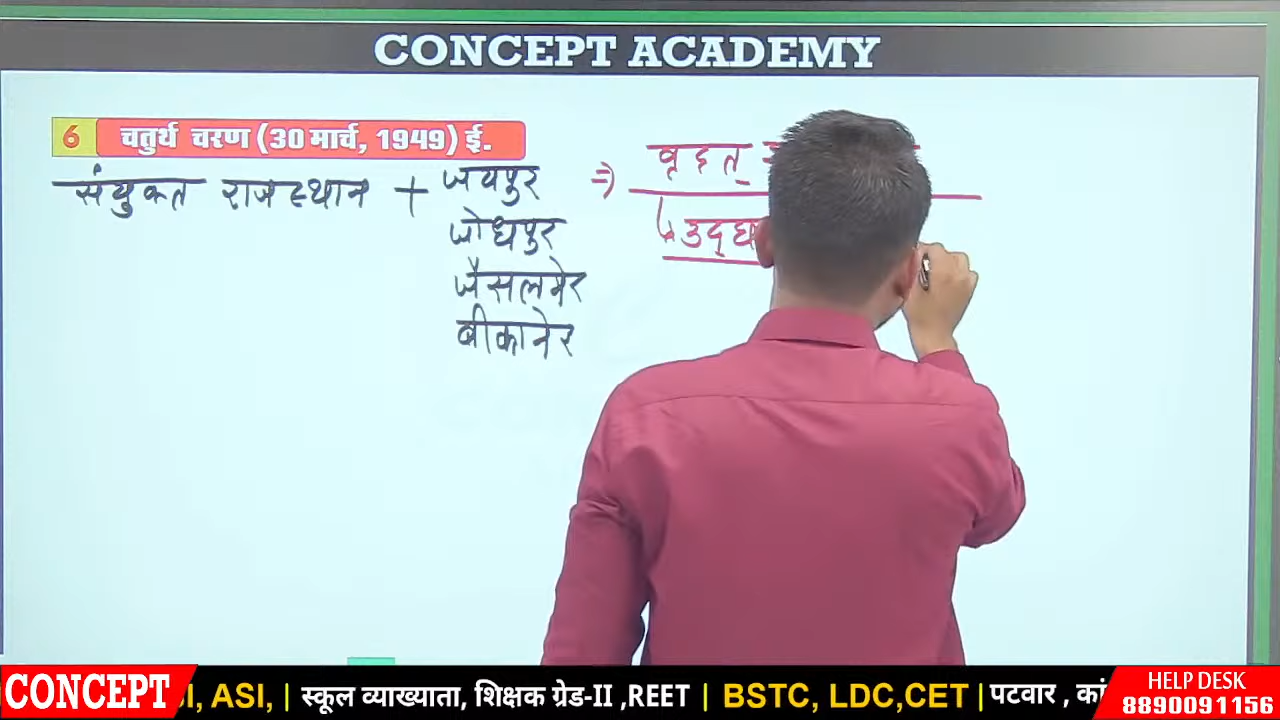 CONCEPT ACADEMY
6 चतुर्थ चरण (30 मार्च, 1949) ई.
संयुक्त राजस्थान + जयपुर
जोधपुर
जैसलमेर
बीकानेर
⇒ वृहत्
↳ उद्घा
CONCEPT
I, ASI, | स्कूल व्याख्याता, शिक्षक ग्रेड-II ,REET | BSTC, LDC,CET | पटवार , कां
HELP DESK
8890091156